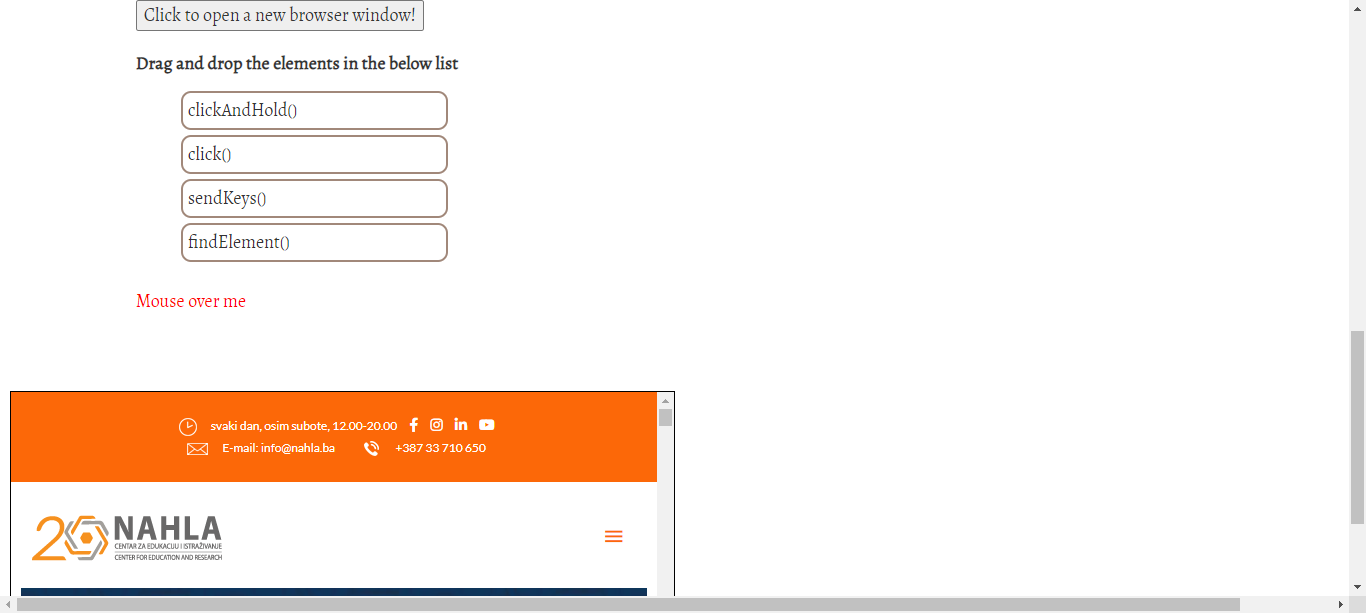 Click to open a new browser window!
Drag and drop the elements in the below list
clickAndHold()
click()
sendKeys()
findElement()
Mouse over me
svaki dan, osim subote, 12.00-20.00
E-mail: info@nahla.ba +387 33 710 650
20 NAHLA
CENTAR ZA EDUKACIJU I ISTRAŽIVANJE
CENTER FOR EDUCATION AND RESEARCH